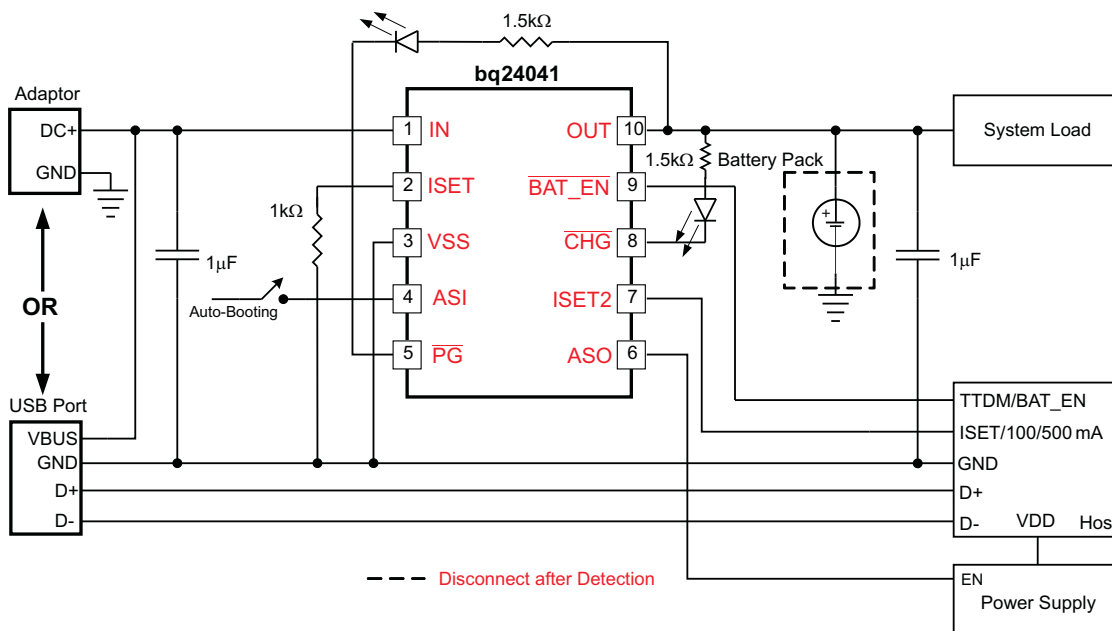 1.5kΩ
bq24041
Adaptor
DC+
GND
OR
USB Port
VBUS
GND
D+
D-
1μF
1kΩ
Auto-Booting
1 IN
2 ISET
3 VSS
4 ASI
5 PG
OUT 10
BAT_EN 9
CHG 8
ISET2 7
ASO 6
1.5kΩ
Battery Pack
+
1μF
System Load
TTDM/BAT_EN
ISET/100/500 mA
GND
D+
D-
VDD
Host
EN
Power Supply
Disconnect after Detection